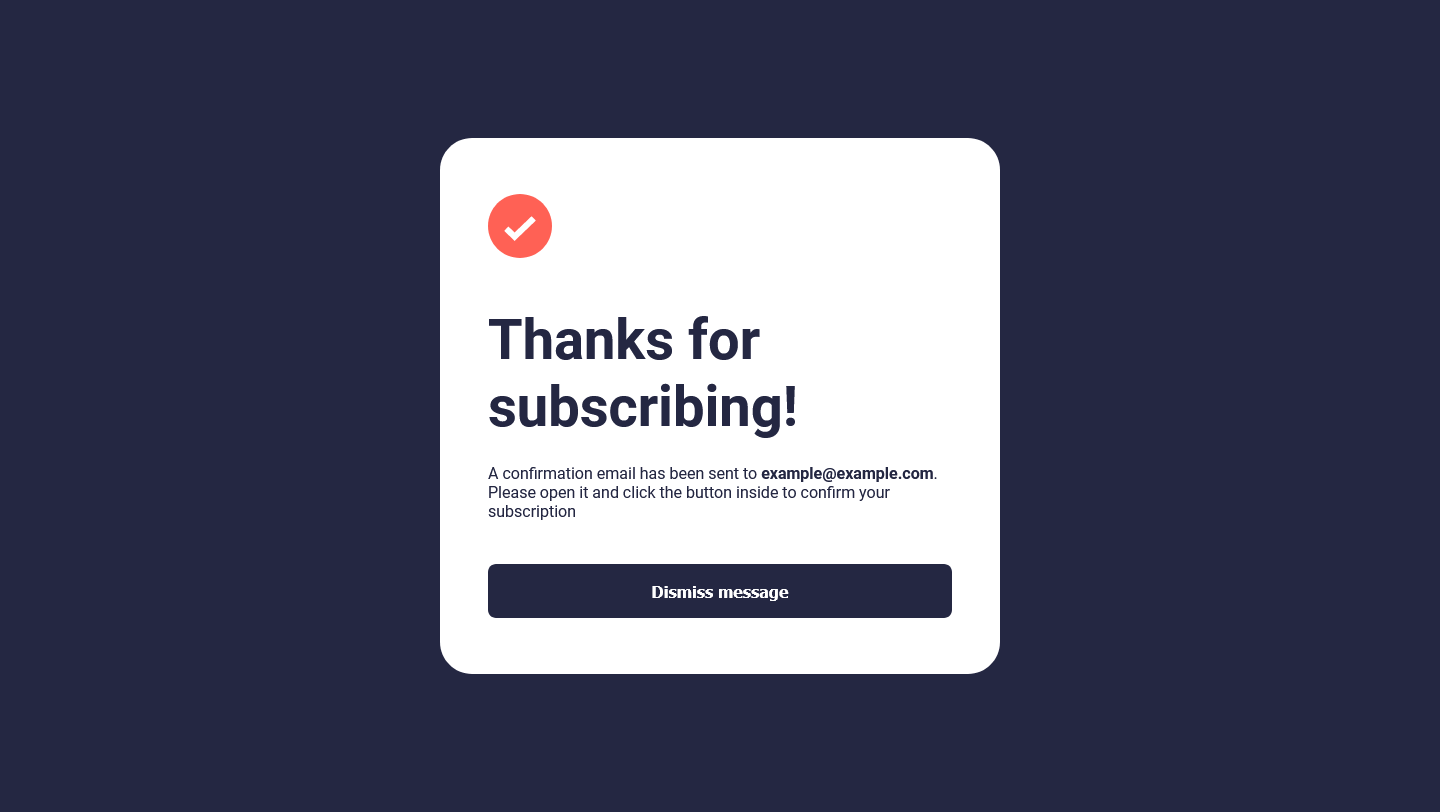 Thanks for
subscribing!
A confirmation email has been sent to example@example.com.
Please open it and click the button inside to confirm your
subscription
Dismiss message